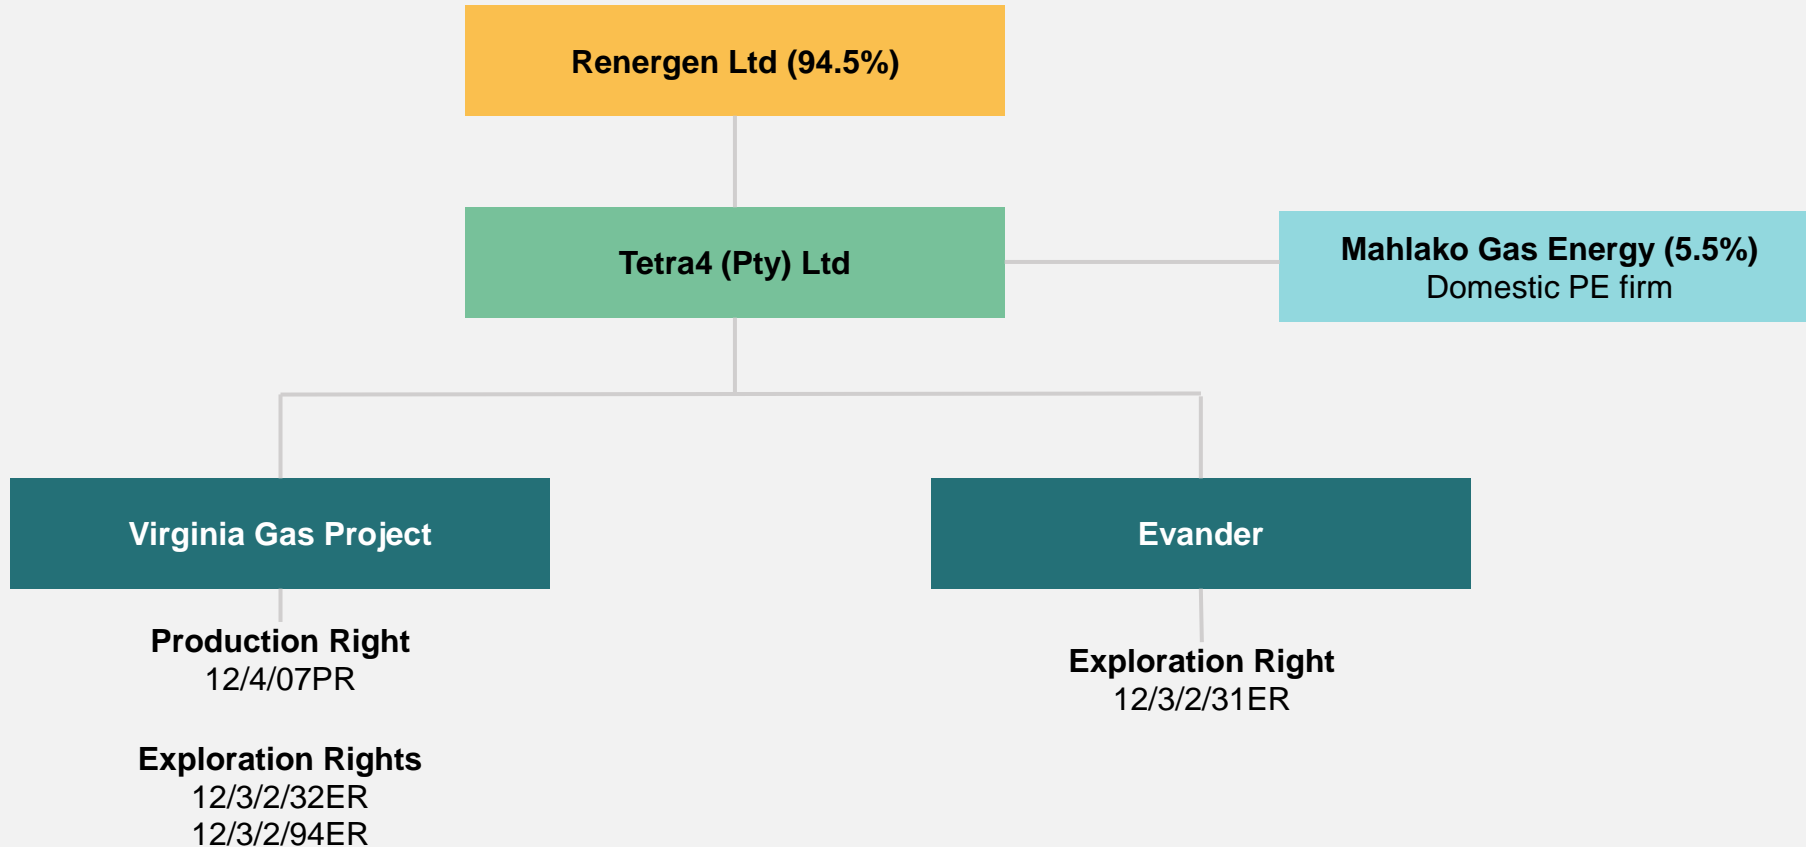 Renergen Ltd (94.5%)
Tetra4 (Pty) Ltd
Mahlako Gas Energy (5.5%)
Domestic PE firm
Virginia Gas Project
Evander
Production Right
12/4/07PR
Exploration Rights
12/3/2/32ER
12/3/2/94ER
Exploration Right
12/3/2/31ER